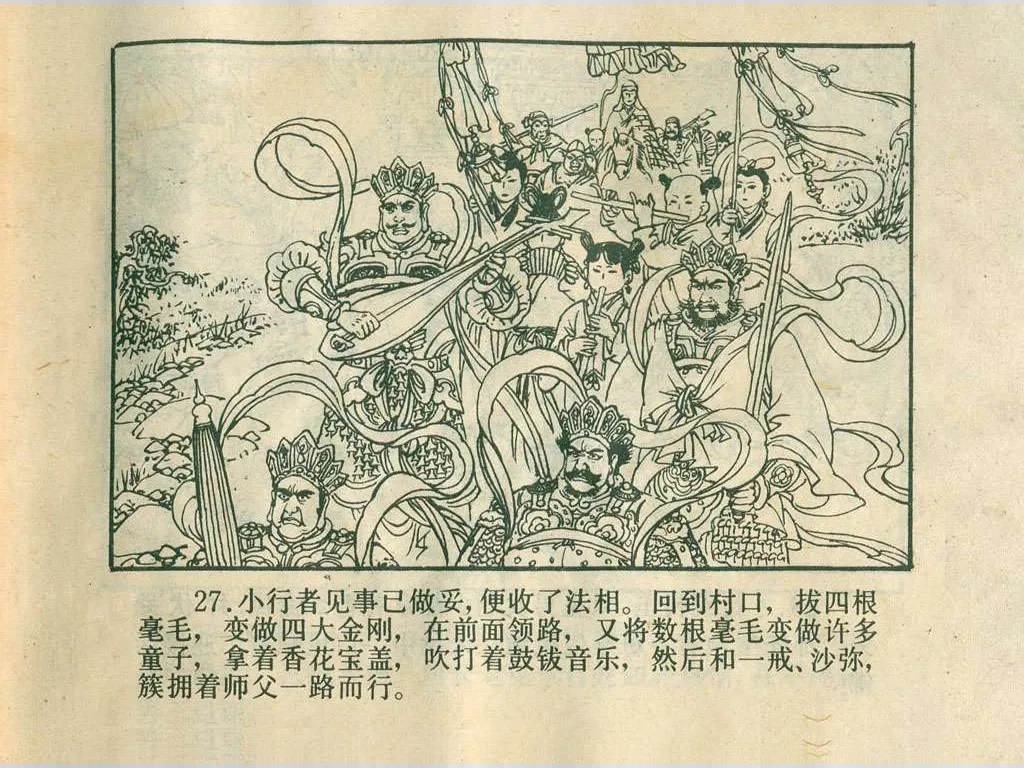 27.小行者见事已做妥，便收了法相。回到村口，拔四根
毫毛，变做四大金刚，在前面领路，又将数根毫毛变做许多
童子，拿着香花宝盖，吹打着鼓钹音乐，然后和一戒、沙弥，
簇拥着师父一路而行。